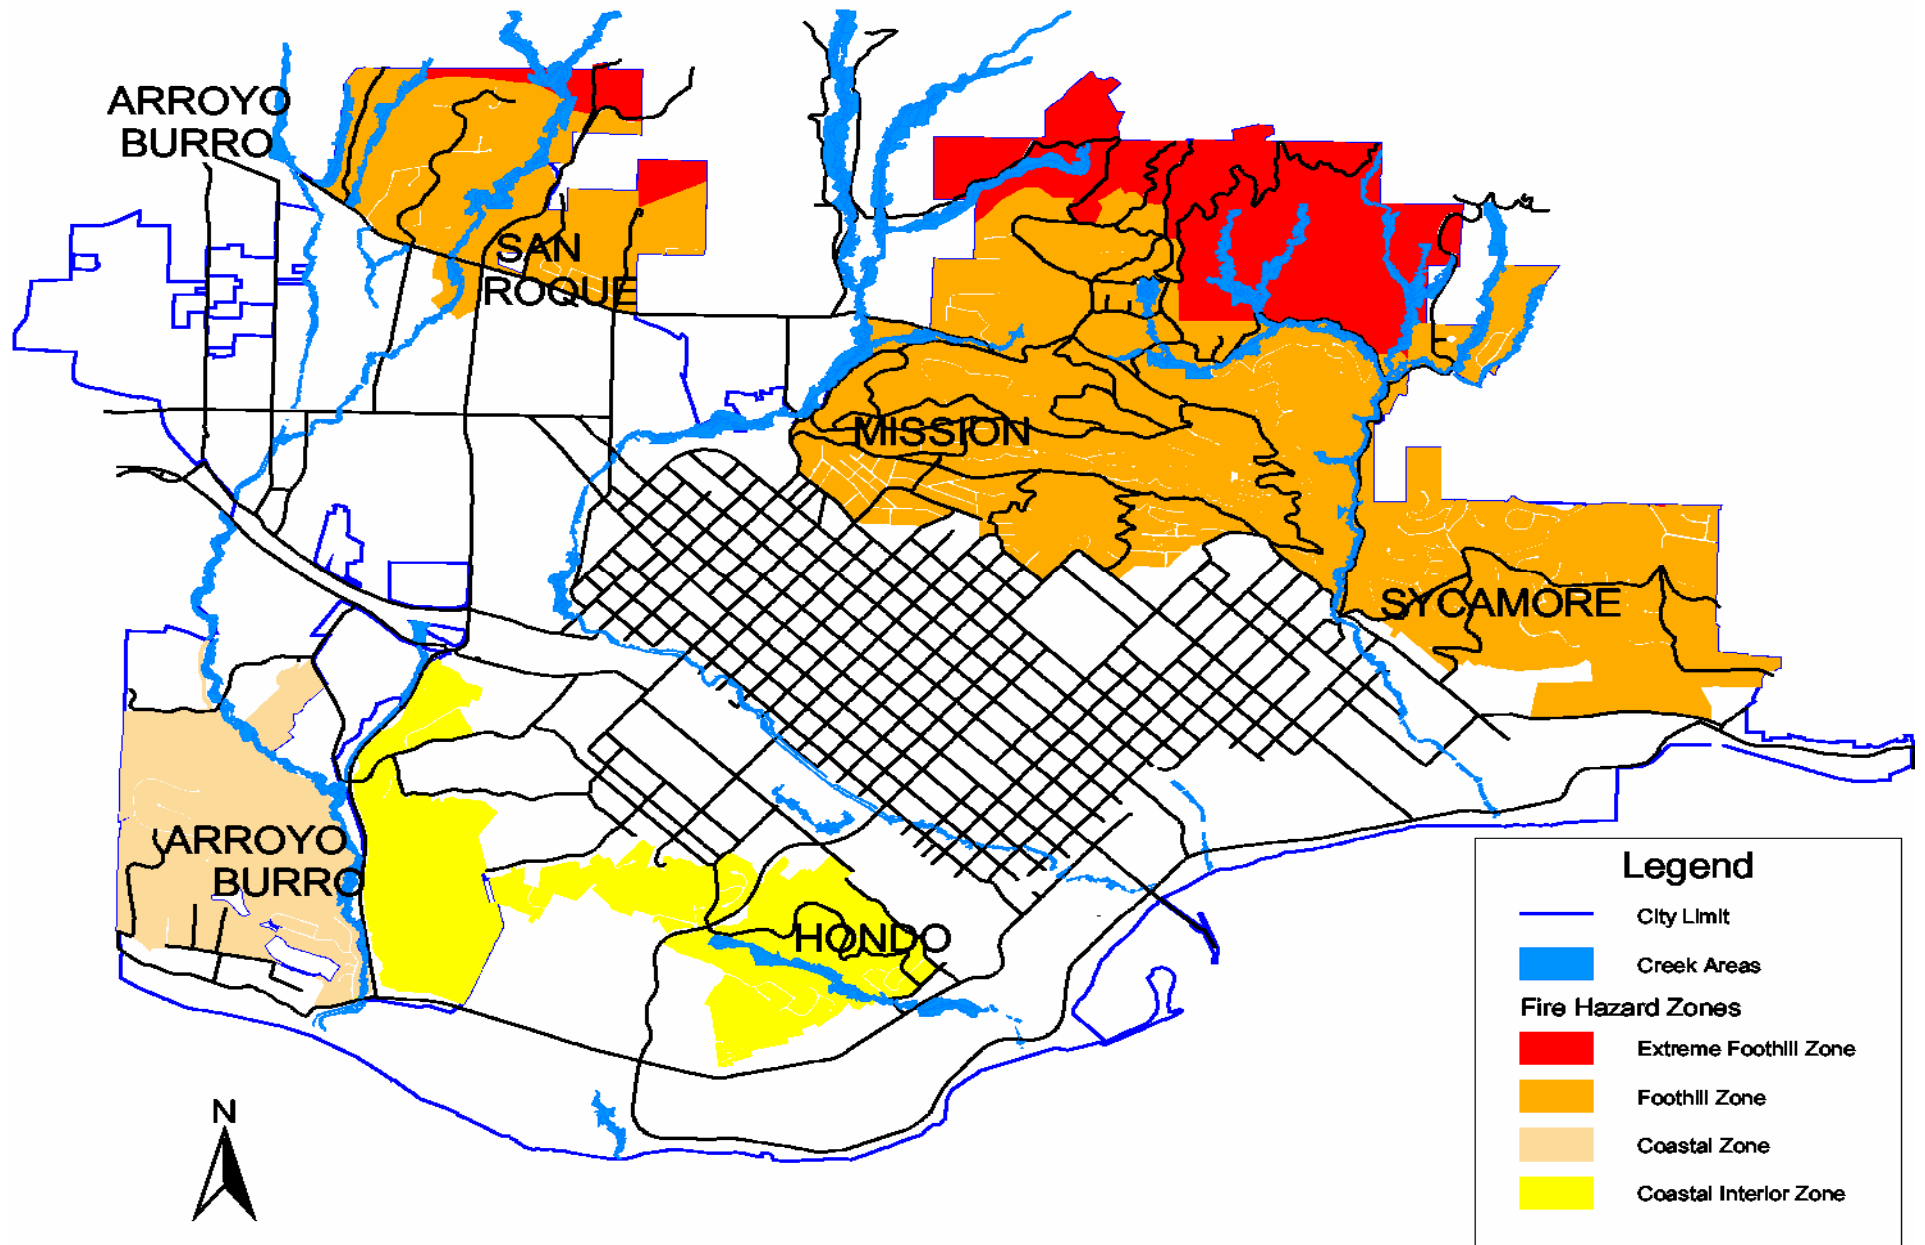 ARROYO
BURRO
SAN
ROQUE
MISSION
SYCAMORE
ARROYO
BURRO
HONDO
N
Legend
City Limit
Creek Areas
Fire Hazard Zones
Extreme Foothill Zone
Foothill Zone
Coastal Zone
Coastal Interior Zone